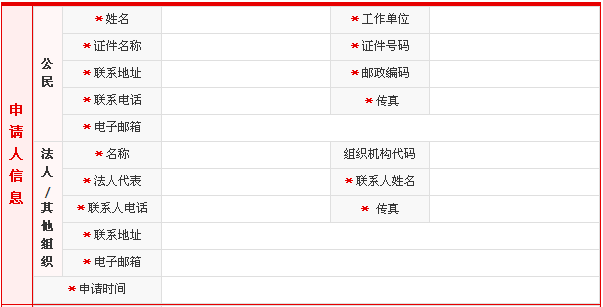 申请人信息
公民
* 姓名 * 工作单位
* 证件名称 * 证件号码
* 联系地址 * 邮政编码
* 联系电话 * 传真
* 电子邮箱
法人/其他组织
* 名称 组织机构代码
* 法人代表 * 联系人姓名
* 联系人电话 * 传真
* 联系地址
* 电子邮箱
* 申请时间